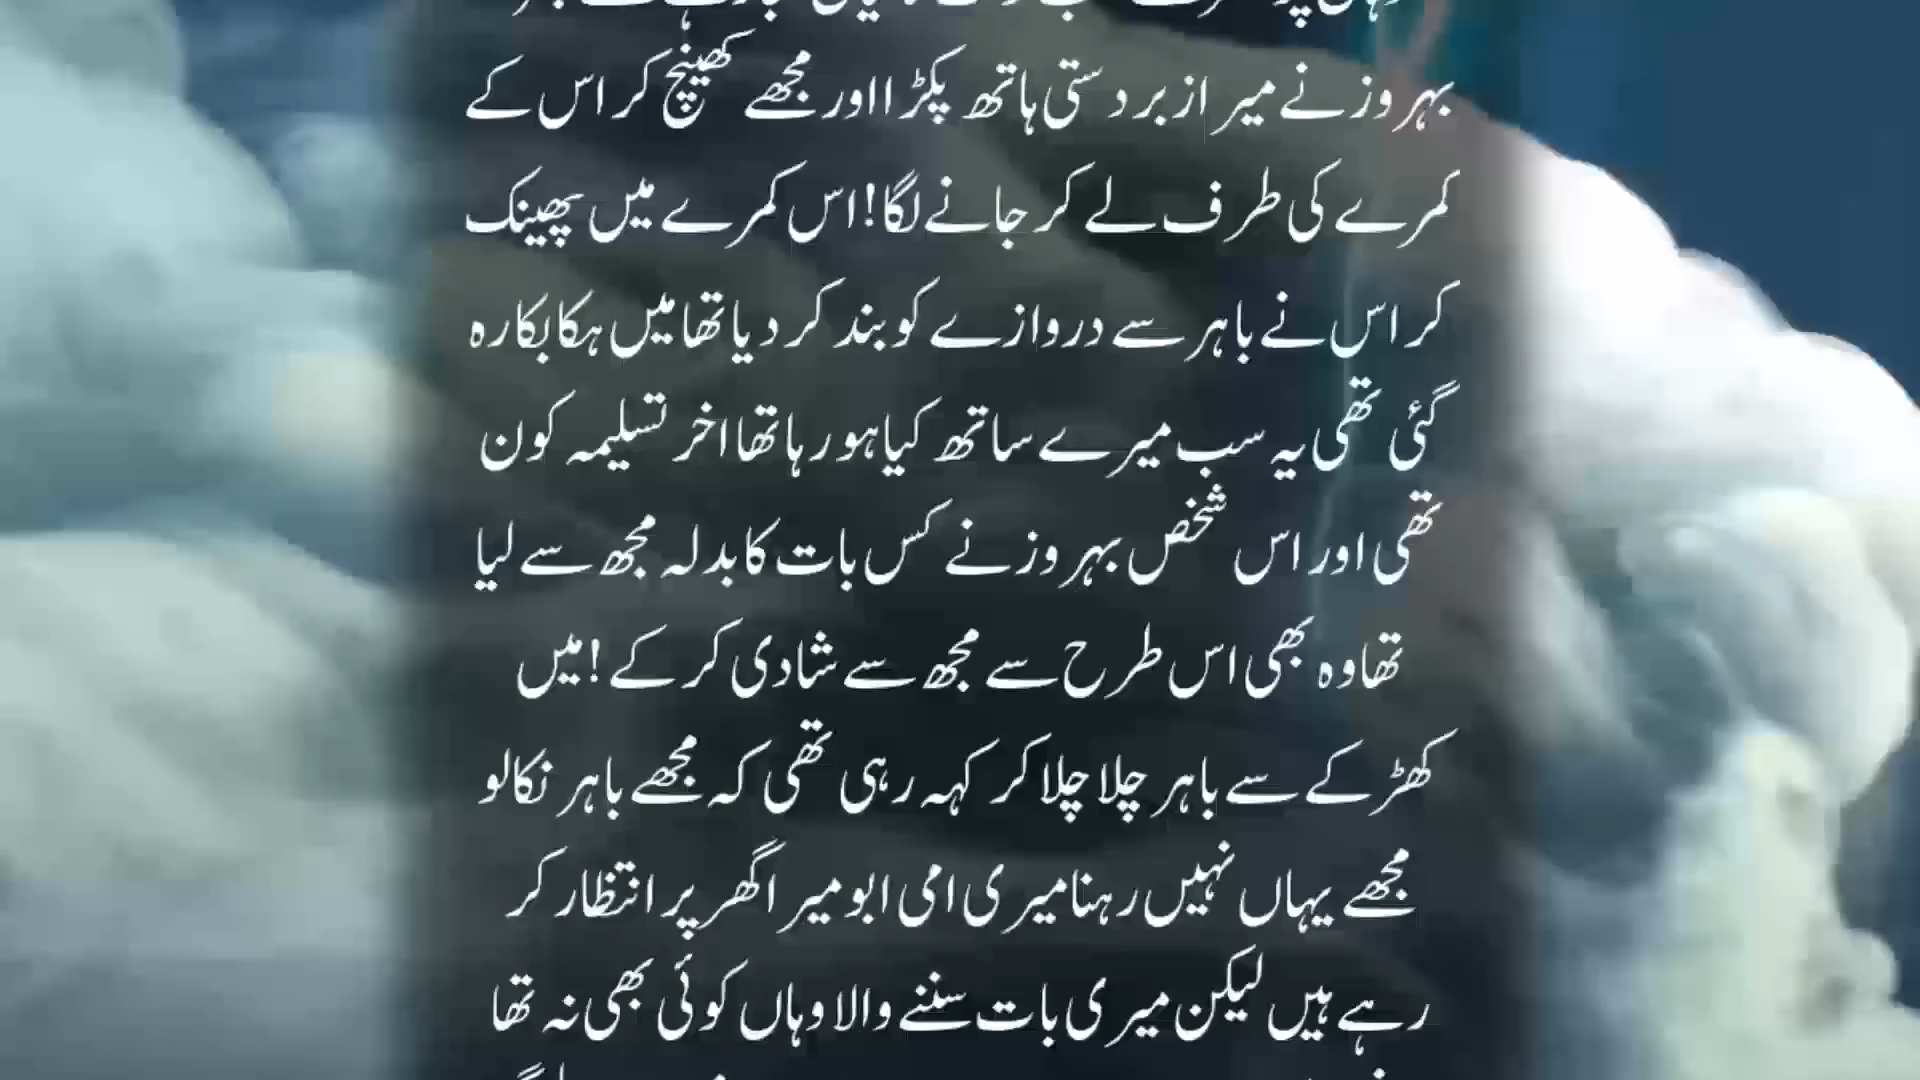 بہروز نے میرا زبردستی ہاتھ پکڑا اور مجھے کھینچ کر اس کے
کمرے کی طرف لے کر جانے لگا! اس کمرے میں پھینک
کر اس نے باہر سے دروازے کو بند کر دیا تھا میں ہکا بکا رہ
گئی تھی یہ سب میرے ساتھ کیا ہو رہا تھا اخر تسلیمہ کون
تھی اور اس شخص بہروز نے کس بات کا بدلہ مجھ سے لیا
تھا وہ بھی اس طرح سے مجھ سے شادی کر کے! میں
کھڑکے سے باہر چلا چلا کر کہہ رہی تھی کہ مجھے باہر نکالو
مجھے یہاں نہیں رہنا میری امی ابو میرا گھر پر انتظار کر
رہے ہیں لیکن میری بات سننے والا وہاں کوئی بھی نہ تھا